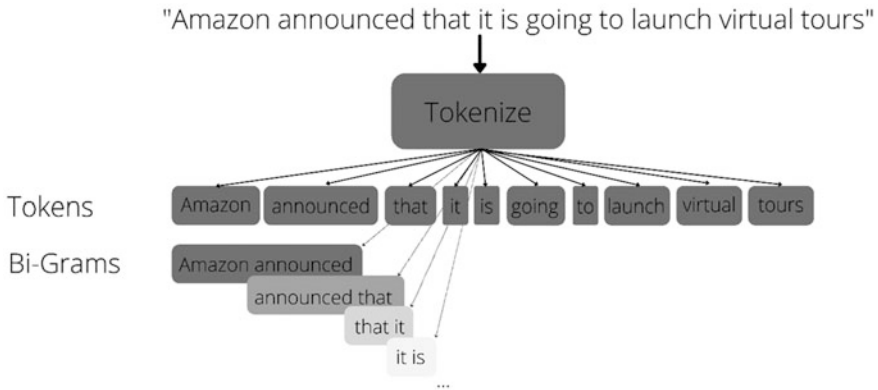 "Amazon announced that it is going to launch virtual tours"
Tokenize
Tokens Amazon announced that it is going to launch virtual tours
Bi-Grams Amazon announced
announced that
that it
it is
...